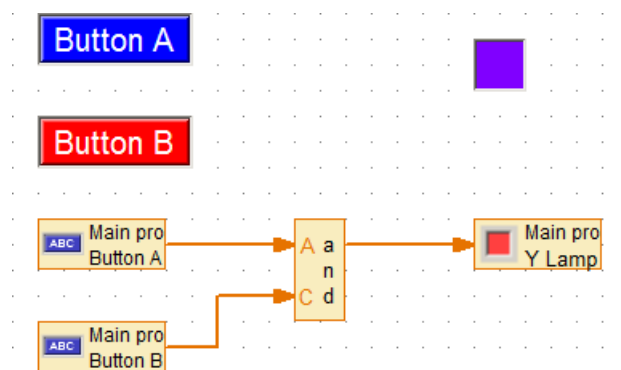 Button A
Button B
ABC
Main pro
Button A
A a
n
C d
Main pro
Y Lamp
ABC
Main pro
Button B